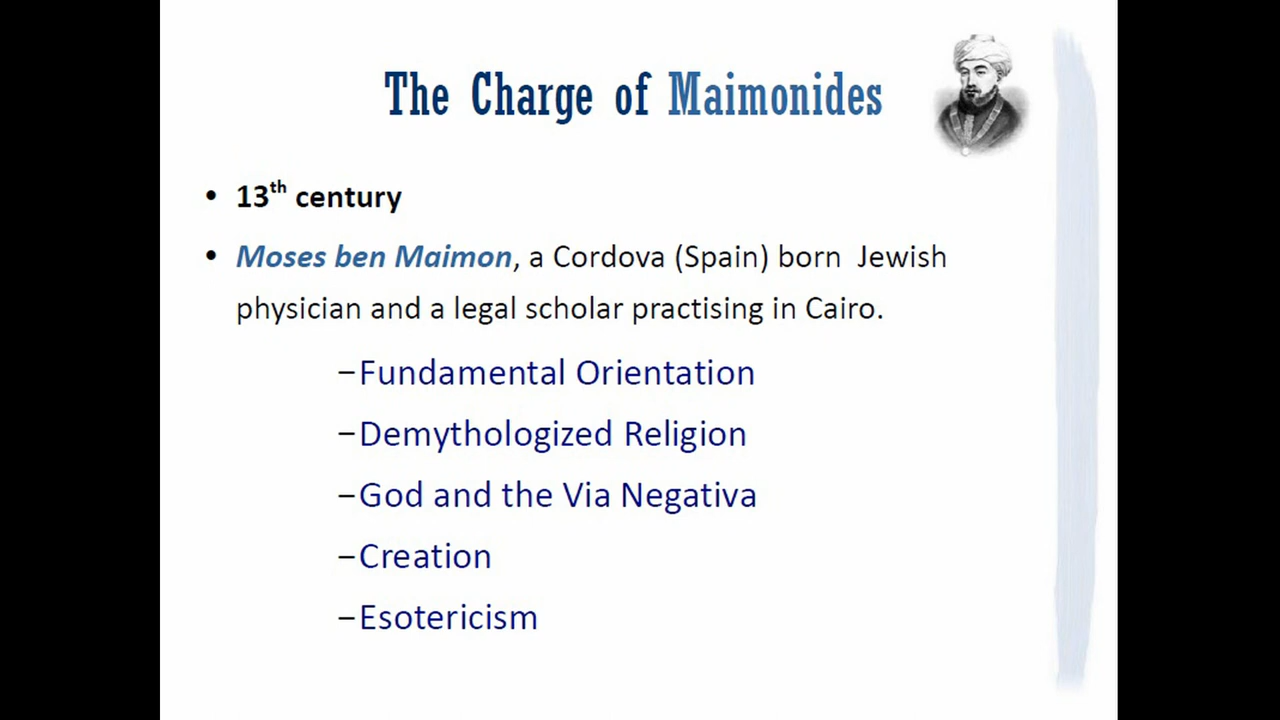 The Charge of Maimonides
• 13th century
• Moses ben Maimon, a Cordova (Spain) born Jewish
physician and a legal scholar practising in Cairo.
–Fundamental Orientation
–Demythologized Religion
–God and the Via Negativa
–Creation
–Esotericism